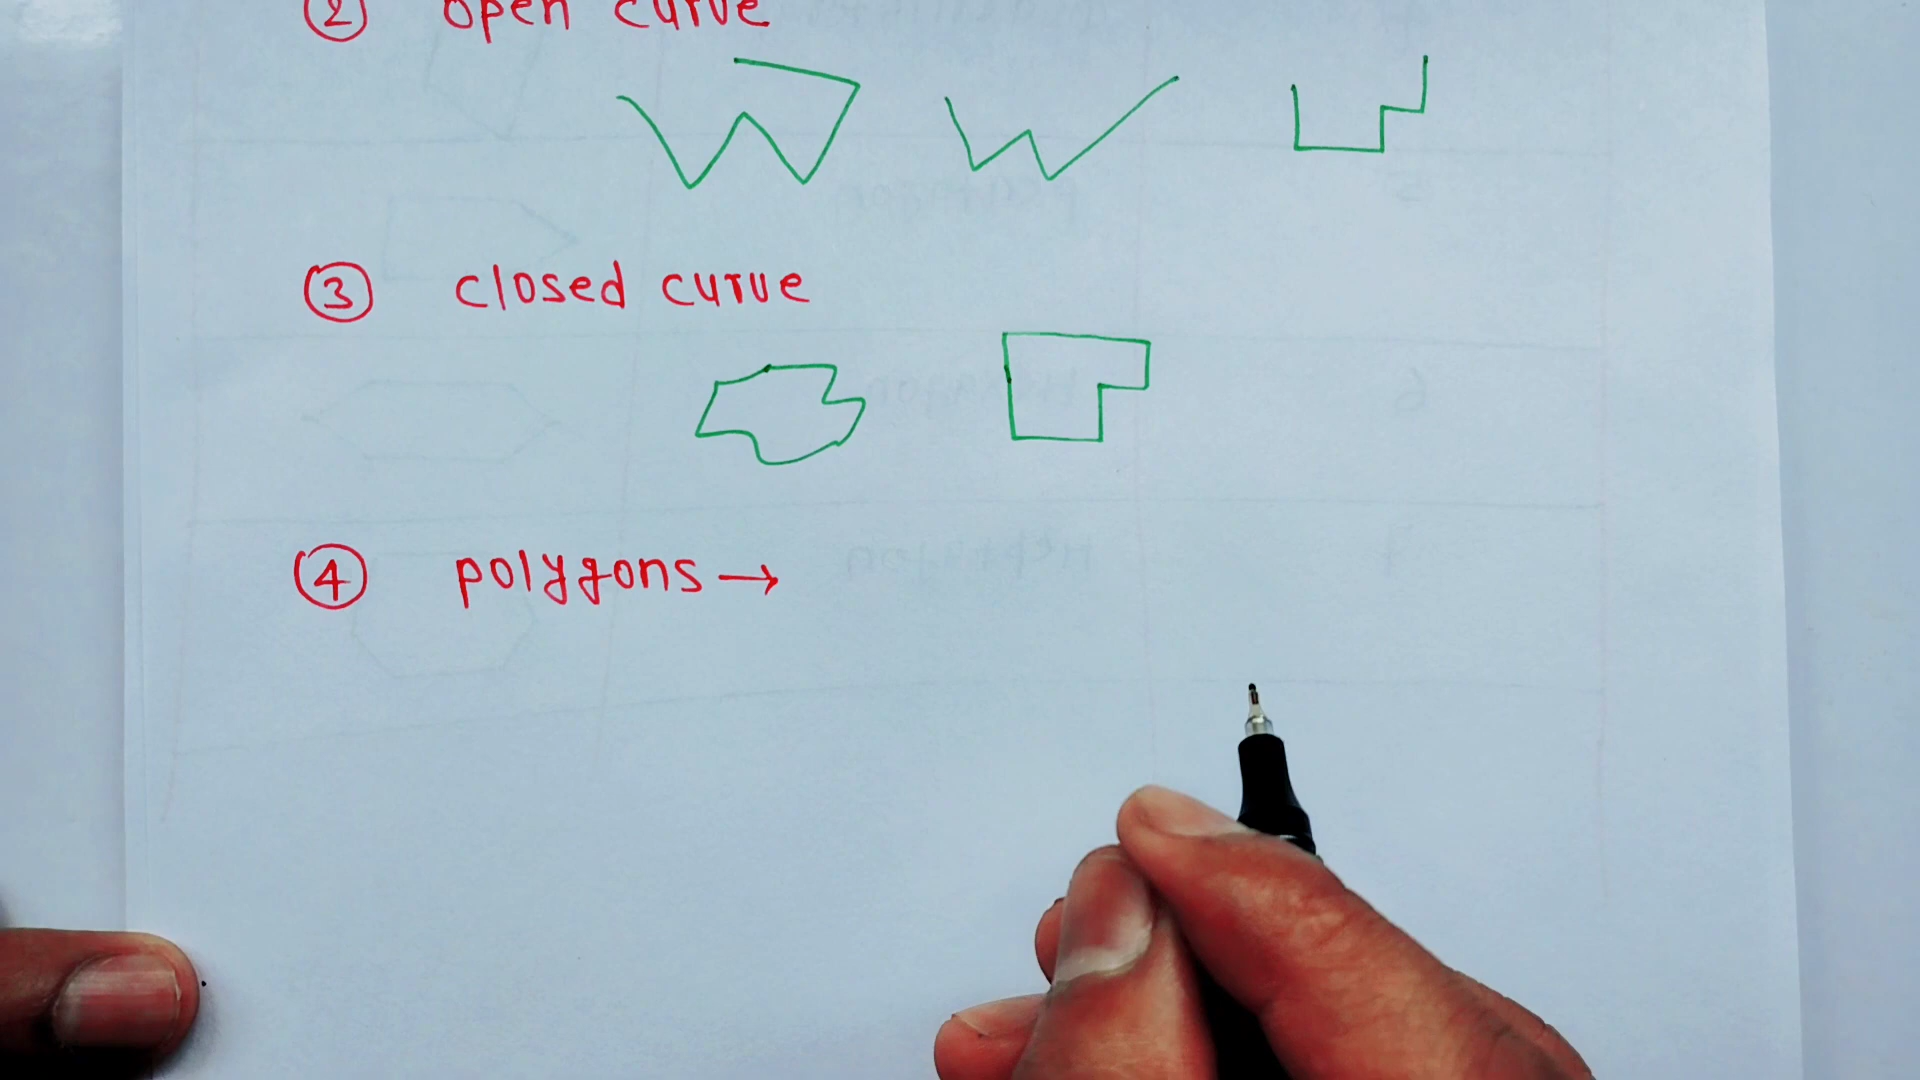 ② open curve
③ closed curve
④ polygons →